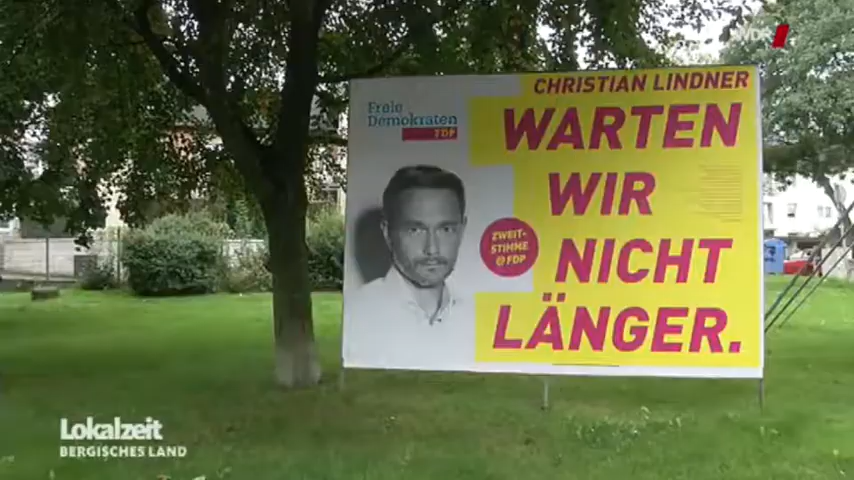 WDR
Freie
Demokraten
FDP
CHRISTIAN LINDNER
WARTEN
WIR
NICHT
LÄNGER.
ZWEIT-
STIMME
@FDP
Lokalzeit
BERGISCHES LAND